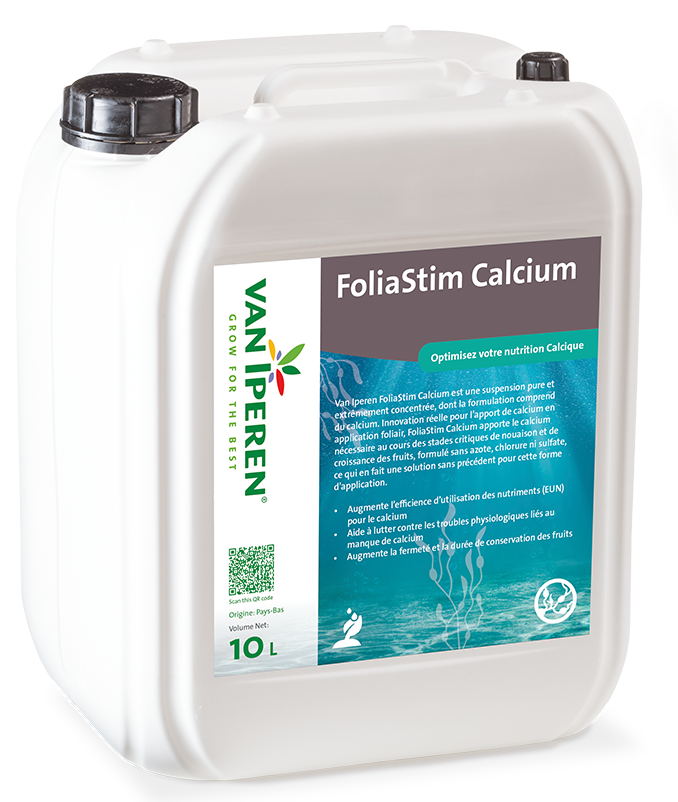 FoliaStim Calcium
Optimisez votre nutrition Calcique
VAN IPEREN®
GROW FOR THE BEST
Van Iperen FoliaStim Calcium est une suspension pure et
extrêmement concentrée, dont la formulation comprend
du calcium. Innovation réelle pour l'apport de calcium en
application foliair, FoliaStim Calcium apporte le calcium
nécessaire au cours des stades critiques de nouaison et de
croissance des fruits, formulé sans azote, chlorure ni sulfate,
ce qui en fait une solution sans précédent pour cette forme
d'application.
• Augmente l'efficience d'utilisation des nutriments (EUN)
pour le calcium
• Aide à lutter contre les troubles physiologiques liés au
manque de calcium
• Augmente la fermeté et la durée de conservation des fruits
Scan this QR code
Origine: Pays-Bas
Volume Net:
10 L